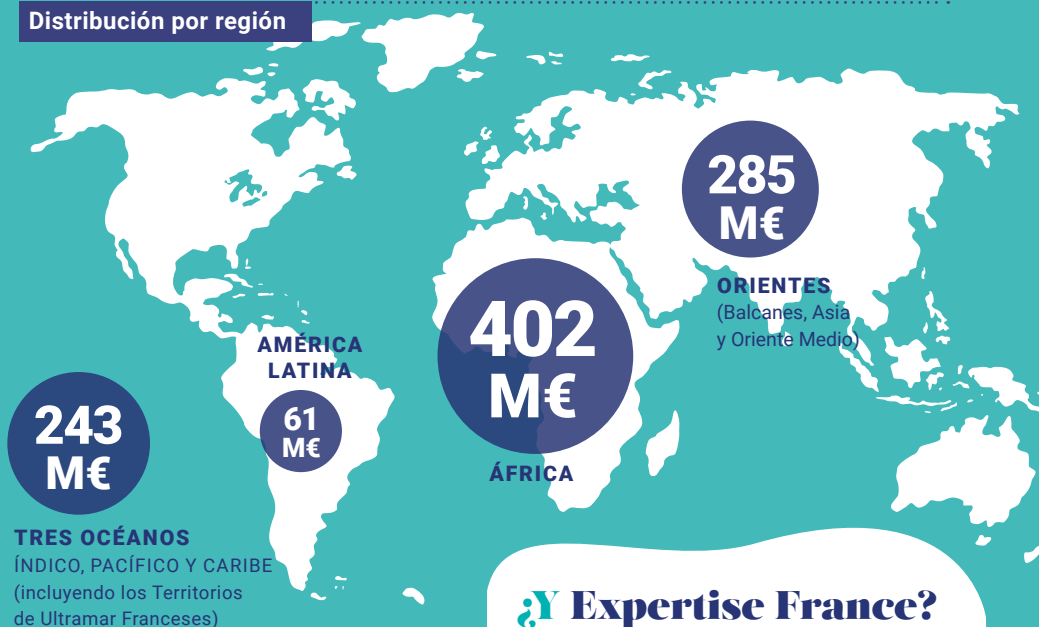 Distribución por región
285
M€
ORIENTES
(Balcanes, Asia
y Oriente Medio)
402
M€
ÁFRICA
AMÉRICA
LATINA
61
M€
243
M€
TRES OCÉANOS
ÍNDICO, PACÍFICO Y CARIBE
(incluyendo los Territorios
de Ultramar Franceses)
¿Y Expertise France?